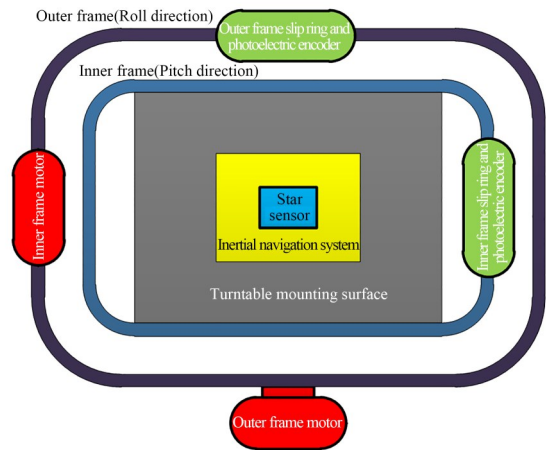 Outer frame(Roll direction)
Outer frame slip ring and
photoelectric encoder
Inner frame(Pitch direction)
Inner frame motor
Star
sensor
Inertial navigation system
Inner frame slip ring and
photoelectric encoder
Turntable mounting surface
Outer frame motor